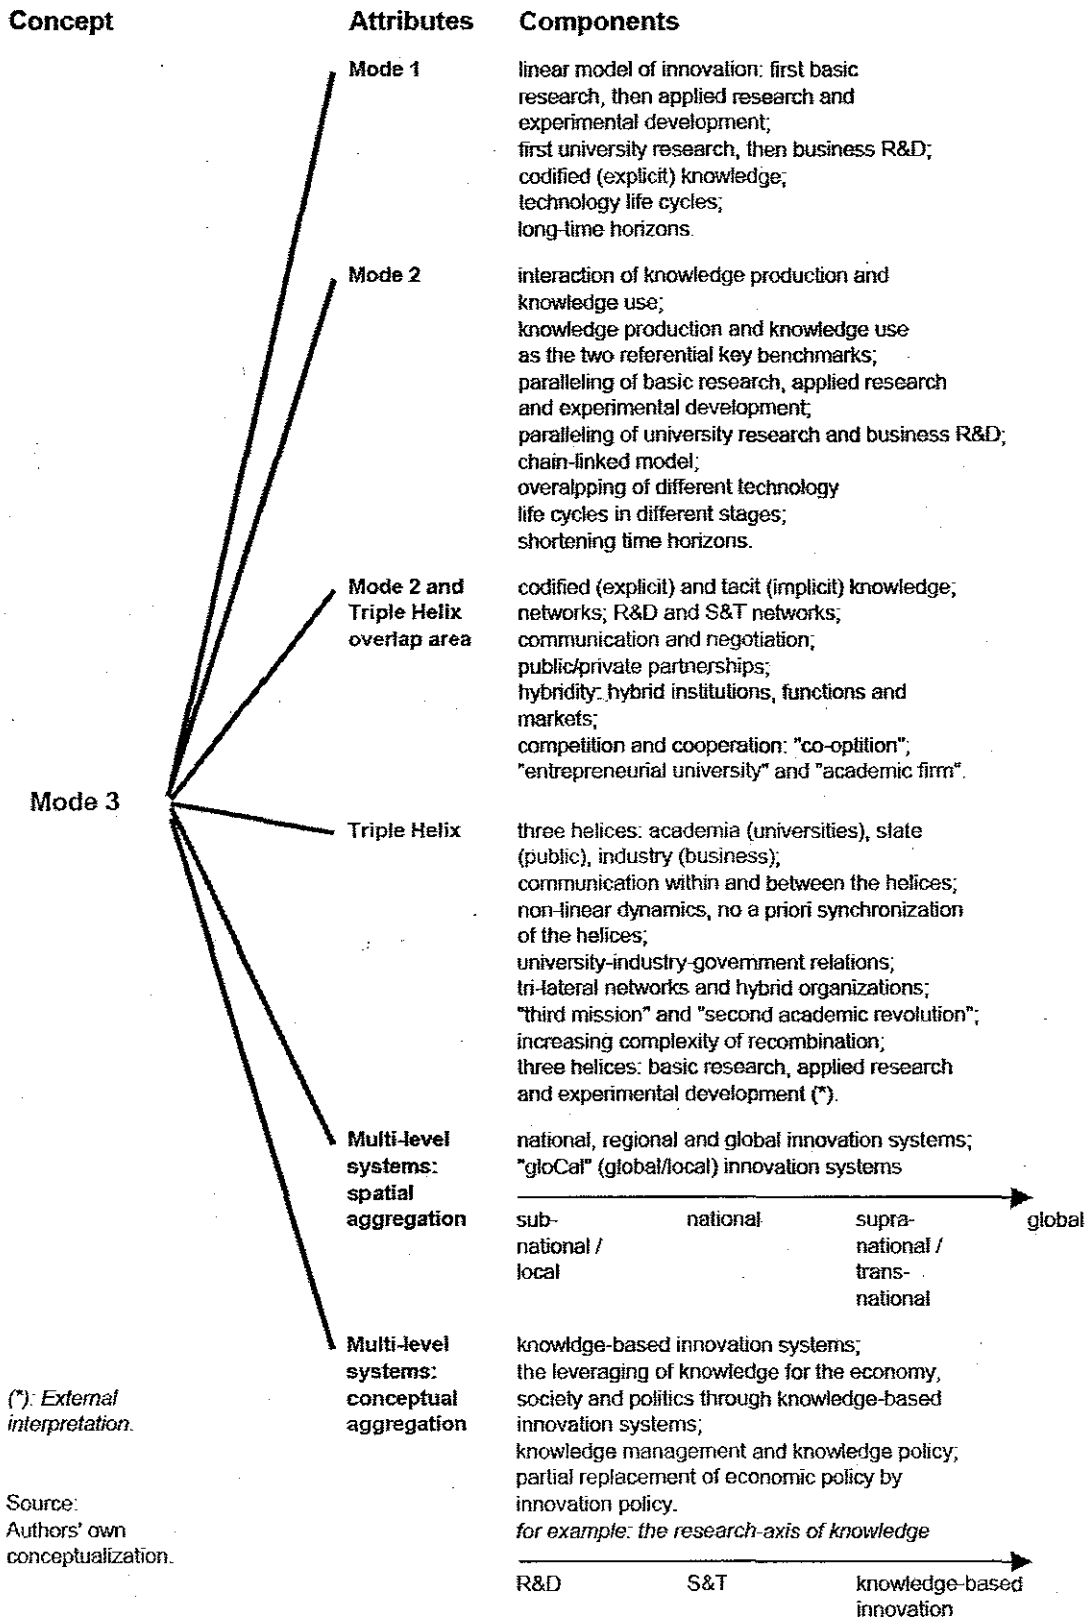 Concept Attributes Components
Mode 1
linear model of innovation: first basic
research, then applied research and
experimental development;
first university research, then business R&D;
codified (explicit) knowledge;
technology life cycles;
long-time horizons.
Mode 2
interaction of knowledge production and
knowledge use;
knowledge production and knowledge use
as the two referential key benchmarks;
paralleling of basic research, applied research
and experimental development;
paralleling of university research and business R&D;
chain-linked model;
overalpping of different technology
life cycles in different stages;
shortening time horizons.
Mode 2 and
Triple Helix
overlap area
codified (explicit) and tacit (implicit) knowledge;
networks; R&D and S&T networks;
communication and negotiation;
public/private partnerships;
hybridity: hybrid institutions, functions and
markets;
competition and cooperation: "co-optition";
"entrepreneurial university" and "academic firm".
Mode 3
Triple Helix
three helices: academia (universities), state
(public), industry (business);
communication within and between the helices;
non-linear dynamics, no a priori synchronization
of the helices;
university-industry-government relations;
tri-lateral networks and hybrid organizations;
"third mission" and "second academic revolution";
increasing complexity of recombination;
three helices: basic research, applied research
and experimental development (*).
Multi-level
systems:
spatial
aggregation
national, regional and global innovation systems;
"gloCal" (global/local) innovation systems
sub-
national /
local
national
supra-
national /
trans-
national
global
Multi-level
systems:
conceptual
aggregation
knowldge-based innovation systems;
the leveraging of knowledge for the economy,
society and politics through knowledge-based
innovation systems;
knowledge management and knowledge policy;
partial replacement of economic policy by
innovation policy.
for example: the research-axis of knowledge
R&D
S&T
knowledge-based
innovation
(*): External
interpretation.
Source:
Authors' own
conceptualization.